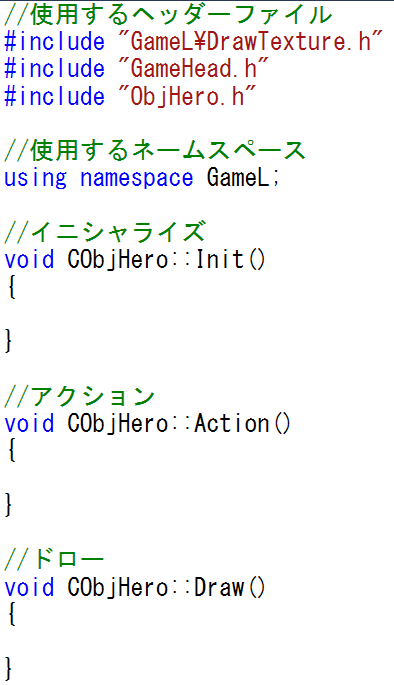 //使用するヘッダーファイル
#include "GameL¥DrawTexture.h"
#include "GameHead.h"
#include "ObjHero.h"
//使用するネームスペース
using namespace GameL;
//イニシャライズ
void CObjHero::Init()
{
}
//アクション
void CObjHero::Action()
{
}
//ドロー
void CObjHero::Draw()
{
}